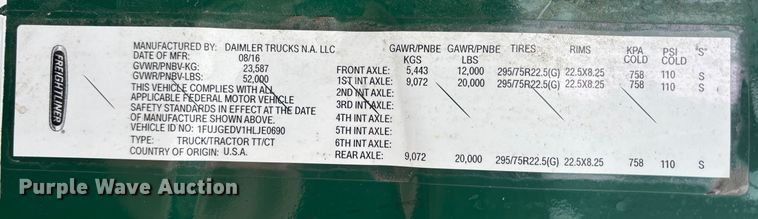 FREIGHTLINER
MANUFACTURED BY: DAIMLER TRUCKS N.A. LLC
DATE OF MFR: 08/16
GVWR/PNBV-KG: 23,587
GVWR/PNBV-LBS: 52,000
THIS VEHICLE COMPLIES WITH ALL
APPLICABLE FEDERAL MOTOR VEHICLE
SAFETY STANDARDS IN EFFECT AT THE DATE
OF MANUFACTURE SHOWN ABOVE.
VEHICLE ID NO: 1FUJGEDV1HLJE0690
TYPE: TRUCK/TRACTOR TT/CT
COUNTRY OF ORIGIN: U.S.A.
GAWR/PNBE GAWR/PNBE TIRES RIMS KPA PSI "S"
KGS LBS COLD COLD
FRONT AXLE: 5,443 12,000 295/75R22.5(G) 22.5X8.25 758 110 S
1ST INT AXLE: 9,072 20,000 295/75R22.5(G) 22.5X8.25 758 110 S
2ND INT AXLE:
3RD INT AXLE:
4TH INT AXLE:
5TH INT AXLE:
6TH INT AXLE:
REAR AXLE: 9,072 20,000 295/75R22.5(G) 22.5X8.25 758 110 S
Purple Wave Auction